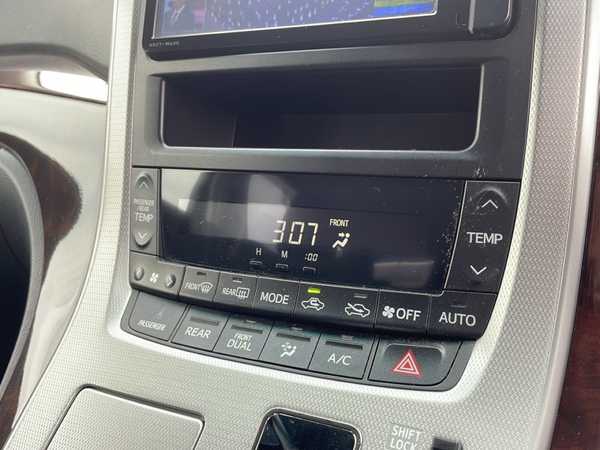 PASSENGER
/REAR
TEMP
307
FRONT
TEMP
H M :00
FRONT
REAR
MODE
OFF
AUTO
PASSENGER
REAR
FRONT
DUAL
A/C
SHIFT
LOCK